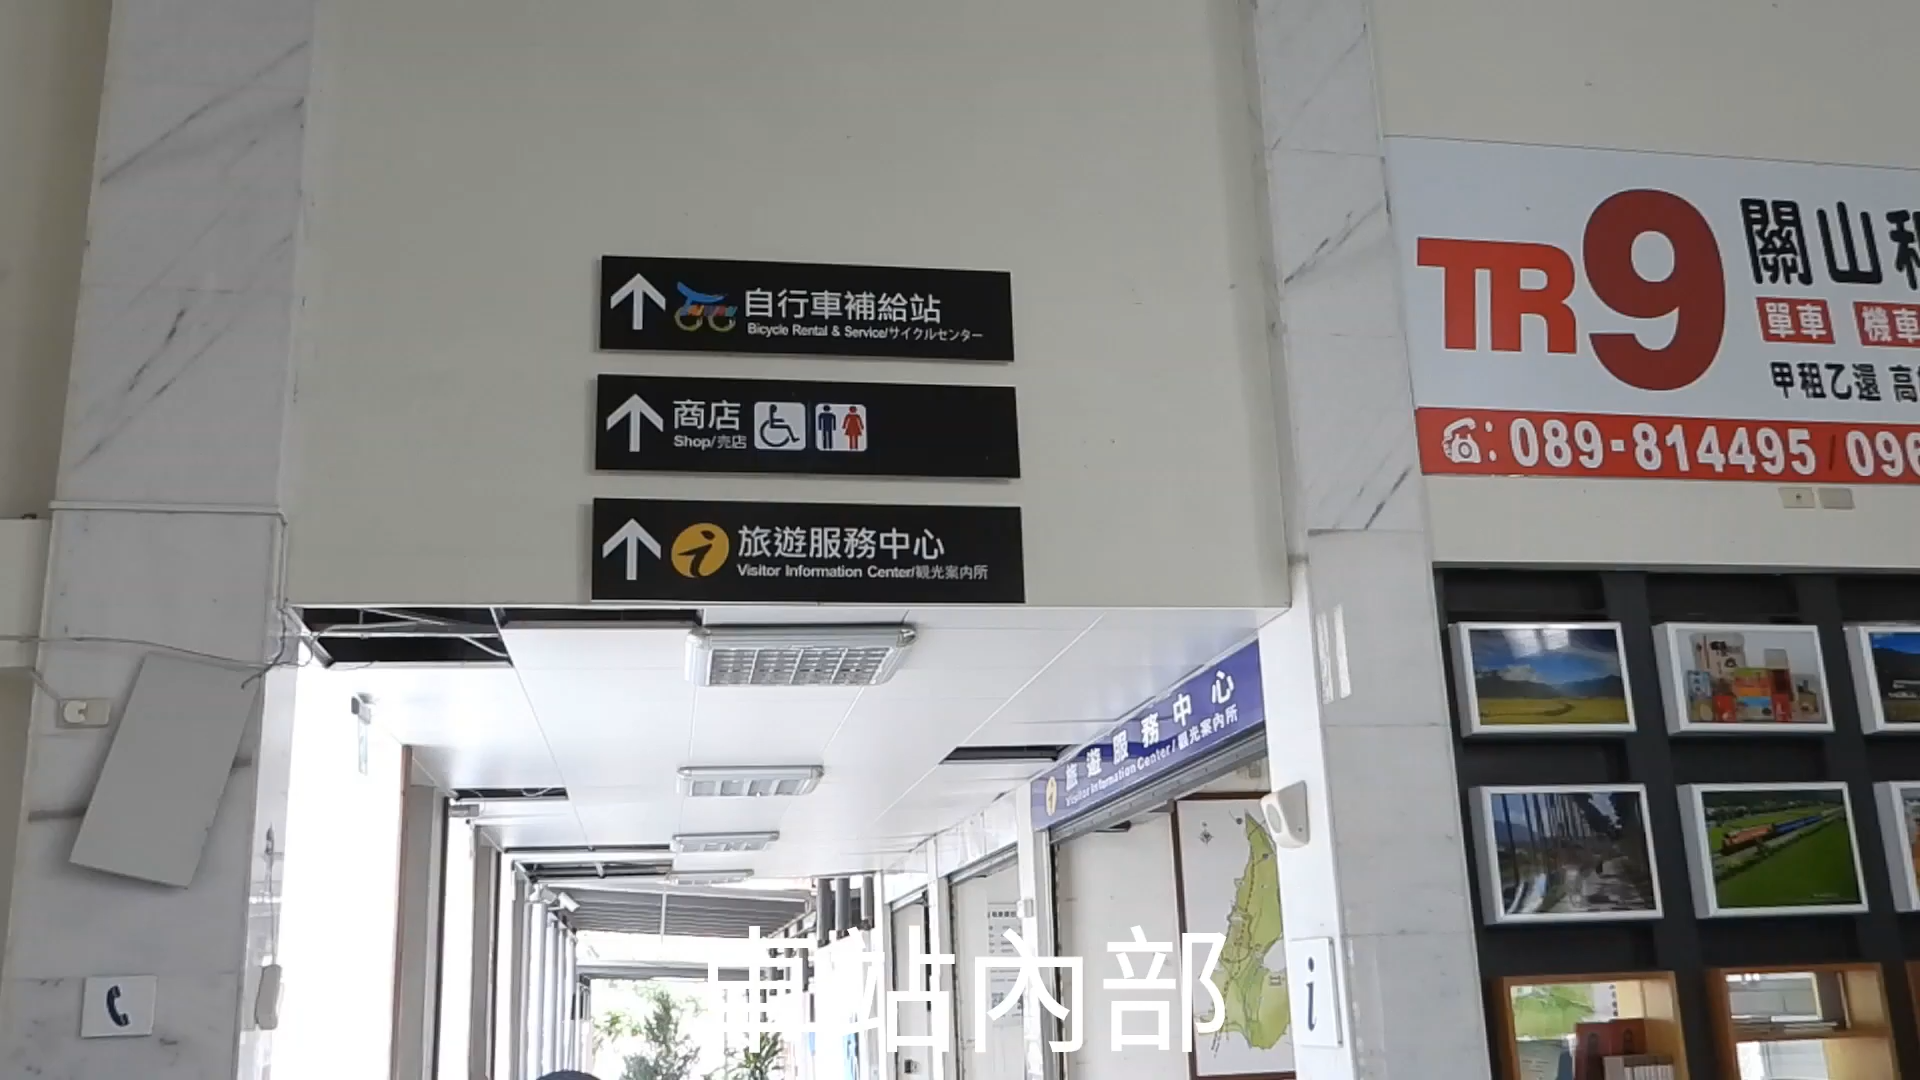 自行車補給站
Bicycle Rental & Service/サイクルセンター
商店
Shop/売店
旅遊服務中心
Visitor Information Center/観光案内所
TR9
關山租
單車 機車
甲租乙還 高
089-814495 / 096
旅遊服務中心
Visitor Information Center/観光案内所
i
車站內部